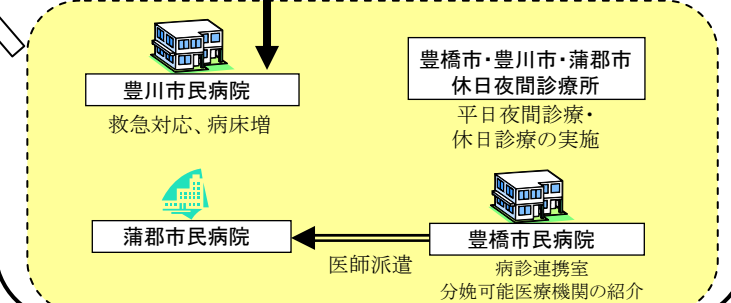 豊川市民病院
救急対応、病床増
豊橋市・豊川市・蒲郡市
休日夜間診療所
平日夜間診療・
休日診療の実施
蒲郡市民病院
医師派遣
豊橋市民病院
病診連携室
分娩可能医療機関の紹介